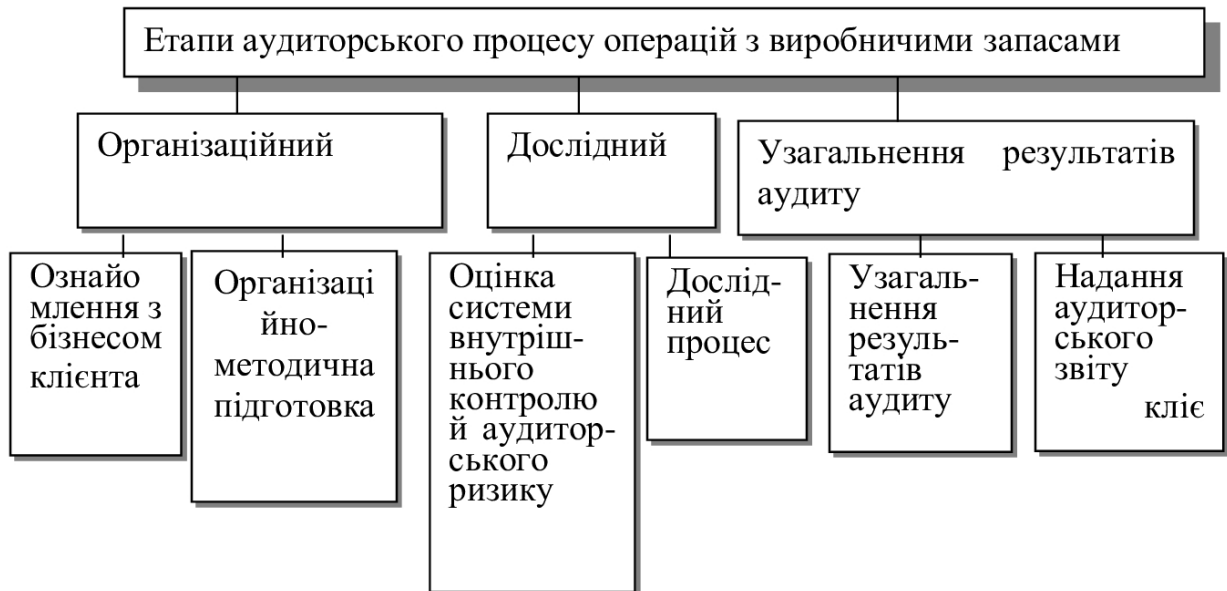 Етапи аудиторського процесу операцій з виробничими запасами
Організаційний
Дослідний
Узагальнення результатів
аудиту
Ознайо
млення з
бізнесом
клієнта
Організаці
йно-
методична
підготовка
Оцінка
системи
внутріш-
нього
контролю
й аудитор-
ського
ризику
Дослід-
ний
процес
Узагаль-
нення
резуль-
татів
аудиту
Надання
аудитор-
ського
звіту
кліє